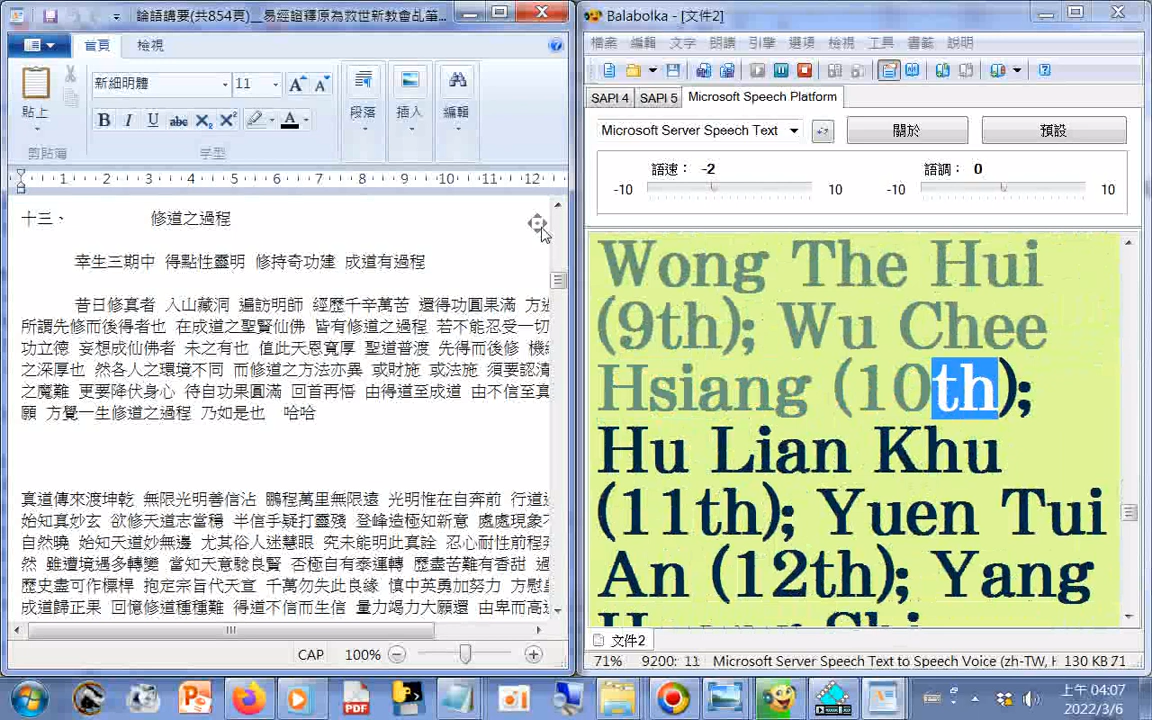 論語講要(共854頁)__易經證釋原為救世新教會乩筆...
首頁
檢視
貼上
剪貼簿
新細明體
11
B I U abc X₂ X² A
字型
段落
插入
編輯
1 2 3 4 5 6 7 8 9 10 11 12
十三、 修道之過程
幸生三期中 得點性靈明 修持奇功建 成道有過程
昔日修真者 入山藏洞 遍訪明師 經歷千辛萬苦 還得功圓果滿 方
所謂先修而後得者也 在成道之聖賢仙佛 皆有修道之過程 若不能忍受一切
功立德 妄想成仙佛者 未之有也 值此天恩寬厚 聖道普渡 先得而後修 機
之深厚也 然各人之環境不同 而修道之方法亦異 或財施 或法施 須要認清
之魔難 更要降伏身心 待自功果圓滿 回首再悟 由得道至成道 由不信至真
願 方覺一生修道之過程 乃如是也 哈哈
真道傳來渡坤乾 無限光明善信沾 鵬程萬里無限遠 光明惟在自奔前 行道
始知真妙玄 欲修天道志當穩 半信半疑打靈殘 登峰造極知新意 處處現象
自然曉 始知天道妙無邊 尤其俗人迷慧眼 究未能明此真詮 忍心耐性前程
然 雖遭境遇多轉變 當知天意驗良賢 否極自有泰運轉 歷盡苦難有香甜 過
歷史盡可作標桿 抱定宗旨代天宣 千萬勿失此良緣 慎中英勇加努力 方慰
成道歸正果 回憶修道種種難 得道不信而生信 量力竭力大願還 由卑而高
CAP 100%
Balabolka - [文件2]
檔案 編輯 文字 朗讀 引擎 選項 檢視 工具 書籤 說明
SAPI 4 SAPI 5 Microsoft Speech Platform
Microsoft Server Speech Text 關於 預設
語速： -2 語調： 0
-10 10 -10 10
Wong The Hui
(9th); Wu Chee
Hsiang (10th);
Hu Lian Khu
(11th); Yuen Tui
An (12th); Yang
文件2
71% 9200: 11 Microsoft Server Speech Text to Speech Voice (zh-TW, H 130 KB 71
PDF
上午 04:07
2022/3/6